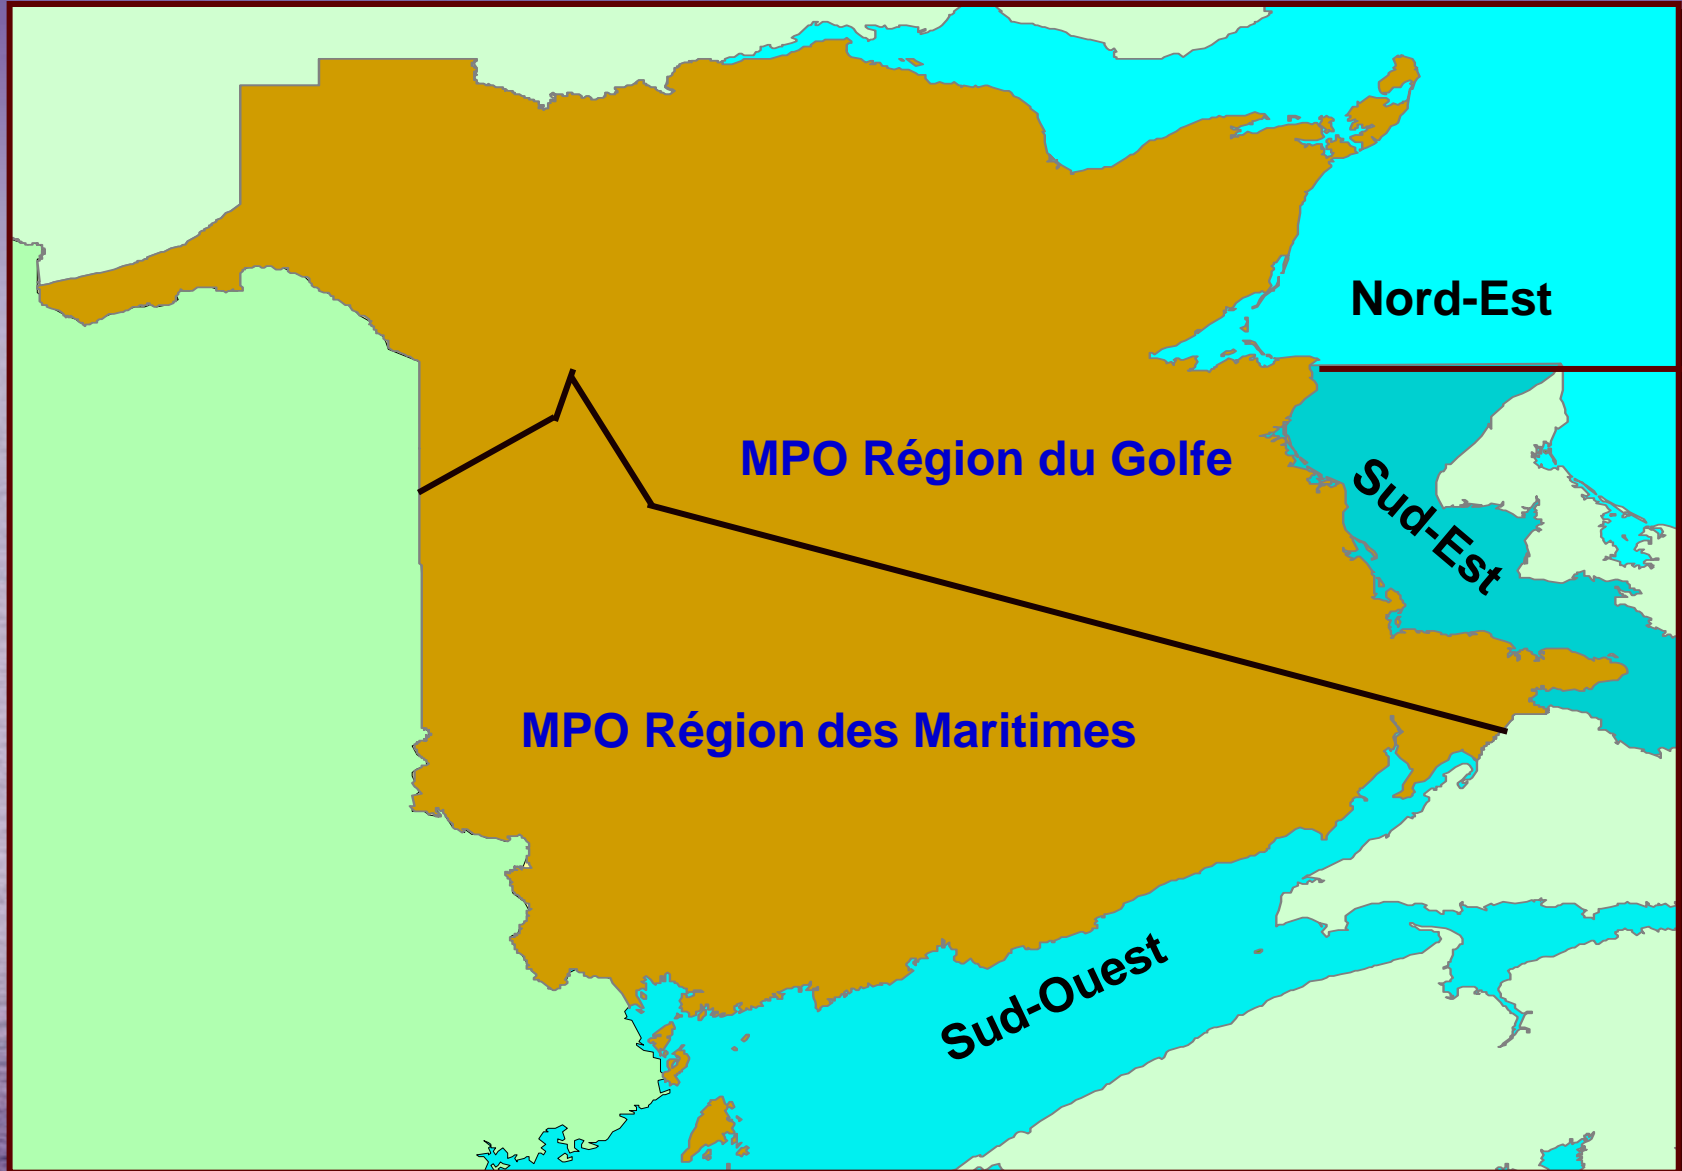 Nord-Est
MPO Région du Golfe
Sud-Est
MPO Région des Maritimes
Sud-Ouest